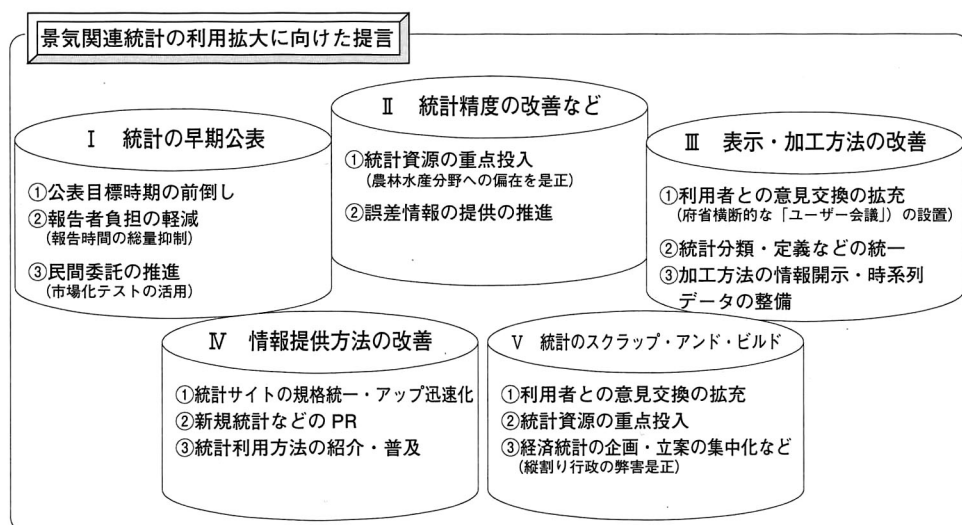 景気関連統計の利用拡大に向けた提言
Ⅰ 統計の早期公表
①公表目標時期の前倒し
②報告者負担の軽減
(報告時間の総量抑制)
③民間委託の推進
(市場化テストの活用)
Ⅱ 統計精度の改善など
①統計資源の重点投入
(農林水産分野への偏在を是正)
②誤差情報の提供の推進
Ⅲ 表示・加工方法の改善
①利用者との意見交換の拡充
(府省横断的な「ユーザー会議」)の設置)
②統計分類・定義などの統一
③加工方法の情報開示・時系列
データの整備
Ⅳ 情報提供方法の改善
①統計サイトの規格統一・アップ迅速化
②新規統計などの PR
③統計利用方法の紹介・普及
Ⅴ 統計のスクラップ・アンド・ビルド
①利用者との意見交換の拡充
②統計資源の重点投入
③経済統計の企画・立案の集中化など
(縦割り行政の弊害是正)